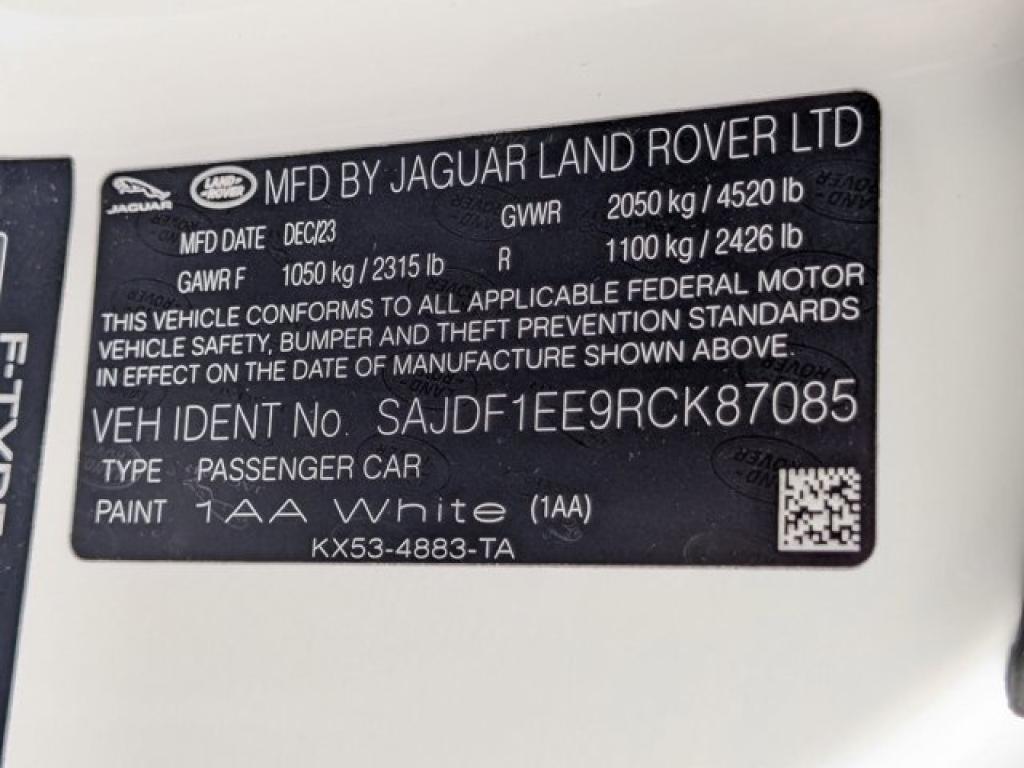 JAGUAR
LAND
ROVER
MFD BY JAGUAR LAND ROVER LTD
MFD DATE DEC/23 GVWR 2050 kg / 4520 lb
GAWR F 1050 kg / 2315 lb R 1100 kg / 2426 lb
THIS VEHICLE CONFORMS TO ALL APPLICABLE FEDERAL MOTOR
VEHICLE SAFETY, BUMPER AND THEFT PREVENTION STANDARDS
IN EFFECT ON THE DATE OF MANUFACTURE SHOWN ABOVE.
VEH IDENT No. SAJDF1EE9RCK87085
TYPE PASSENGER CAR
PAINT 1AA White (1AA)
KX53-4883-TA
F-TYPE